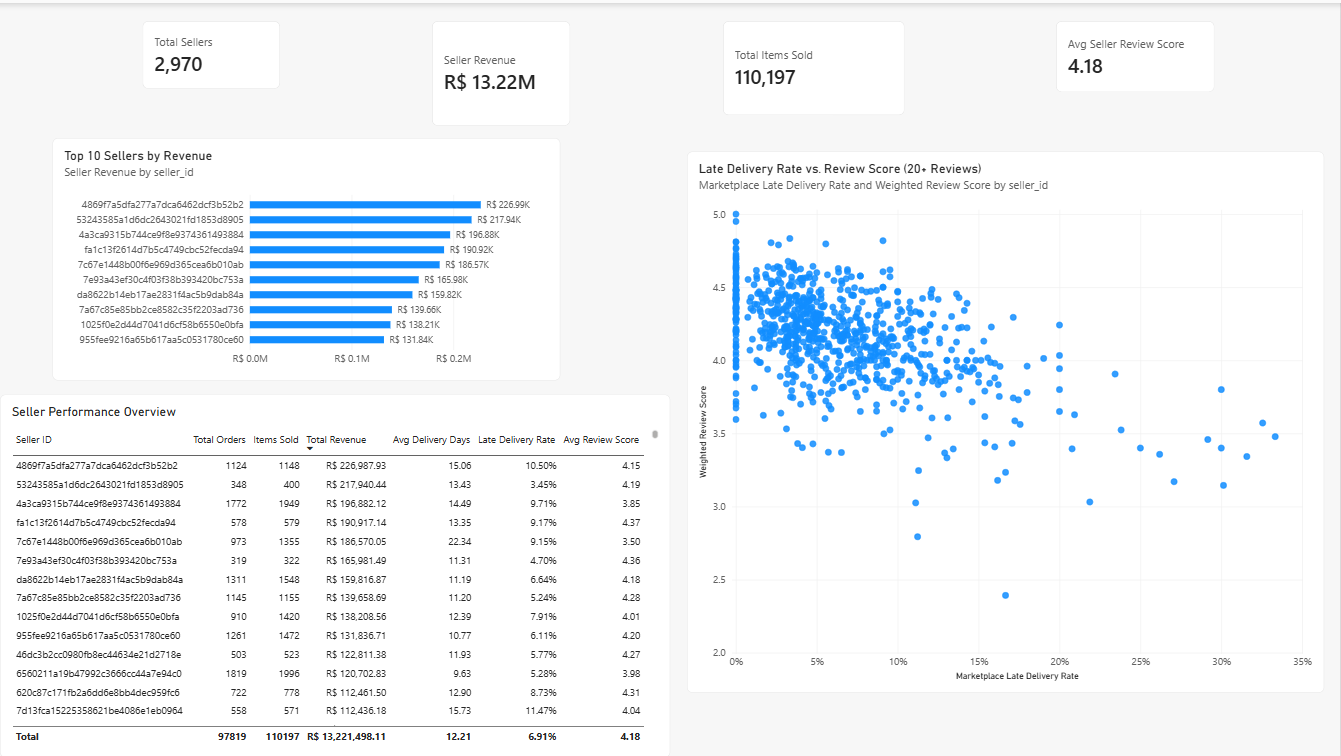 Total Sellers
2,970
Seller Revenue
R$ 13.22M
Total Items Sold
110,197
Avg Seller Review Score
4.18
Top 10 Sellers by Revenue
Seller Revenue by seller_id
4869f7a5dfa277a7dca6462dcf3b52b2 R$ 226.99K
53243585a1d6dc2643021fd1853d8905 R$ 217.94K
4a3ca9315b744ce9f8e9374361493884 R$ 196.88K
fa1c13f2614d7b5c4749cbc52fecda94 R$ 190.92K
7c67e1448b00f6e969d365cea6b010ab R$ 186.57K
7e93a43ef30c4f03f38b393420bc753a R$ 165.98K
da8622b14eb17ae2831f4ac5b9dab84a R$ 159.82K
7a67c85e85bb2ce8582c35f2203ad736 R$ 139.66K
1025f0e2d44d7041d6cf58b6550e0bfa R$ 138.21K
955fee9216a65b617aa5c0531780ce60 R$ 131.84K
R$ 0.0M R$ 0.1M R$ 0.2M
Seller Performance Overview
Seller ID Total Orders Items Sold Total Revenue Avg Delivery Days Late Delivery Rate Avg Review Score
4869f7a5dfa277a7dca6462dcf3b52b2 1124 1148 R$ 226,987.93 15.06 10.50% 4.15
53243585a1d6dc2643021fd1853d8905 348 400 R$ 217,940.44 13.43 3.45% 4.19
4a3ca9315b744ce9f8e9374361493884 1772 1949 R$ 196,882.12 14.49 9.71% 3.85
fa1c13f2614d7b5c4749cbc52fecda94 578 579 R$ 190,917.14 13.35 9.17% 4.37
7c67e1448b00f6e969d365cea6b010ab 973 1355 R$ 186,570.05 22.34 9.15% 3.50
7e93a43ef30c4f03f38b393420bc753a 319 322 R$ 165,981.49 11.31 4.70% 4.36
da8622b14eb17ae2831f4ac5b9dab84a 1311 1548 R$ 159,816.87 11.19 6.64% 4.18
7a67c85e85bb2ce8582c35f2203ad736 1145 1155 R$ 139,658.69 11.20 5.24% 4.28
1025f0e2d44d7041d6cf58b6550e0bfa 910 1420 R$ 138,208.56 12.39 7.91% 4.01
955fee9216a65b617aa5c0531780ce60 1261 1472 R$ 131,836.71 10.77 6.11% 4.20
46dc3b2cc0980fb8ec44634e21d2718e 503 523 R$ 122,811.38 11.93 5.77% 4.27
6560211a19b47992c3666cc44a7e94c0 1819 1996 R$ 120,702.83 9.63 5.28% 3.98
620c87c171fb2a6dd6e8bb4dec959fc6 722 778 R$ 112,461.50 12.90 8.73% 4.31
7d13fca15225358621be4086e1eb0964 558 571 R$ 112,436.18 15.73 11.47% 4.04
Total 97819 110197 R$ 13,221,498.11 12.21 6.91% 4.18
Late Delivery Rate vs. Review Score (20+ Reviews)
Marketplace Late Delivery Rate and Weighted Review Score by seller_id
Weighted Review Score
5.0
4.5
4.0
3.5
3.0
2.5
2.0
0% 5% 10% 15% 20% 25% 30% 35%
Marketplace Late Delivery Rate